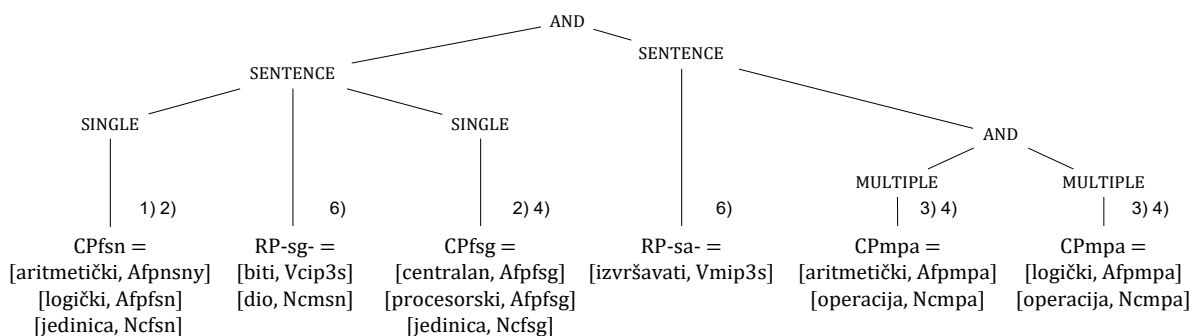 AND
SENTENCE
SENTENCE
SINGLE
SINGLE
AND
MULTIPLE
MULTIPLE
1) 2)
6)
2) 4)
6)
3) 4)
3) 4)
CPfsn =
[aritmetički, Afpnsny]
[logički, Afpfsn]
[jedinica, Ncfsn]
RP-sg- =
[biti, Vcip3s]
[dio, Ncmsn]
CPfsg =
[centralan, Afpfsg]
[procesorski, Afpfsg]
[jedinica, Ncfsg]
RP-sa- =
[izvršavati, Vmip3s]
CPmpa =
[aritmetički, Afpmpa]
[operacija, Ncmpa]
CPmpa =
[logički, Afpmpa]
[operacija, Ncmpa]